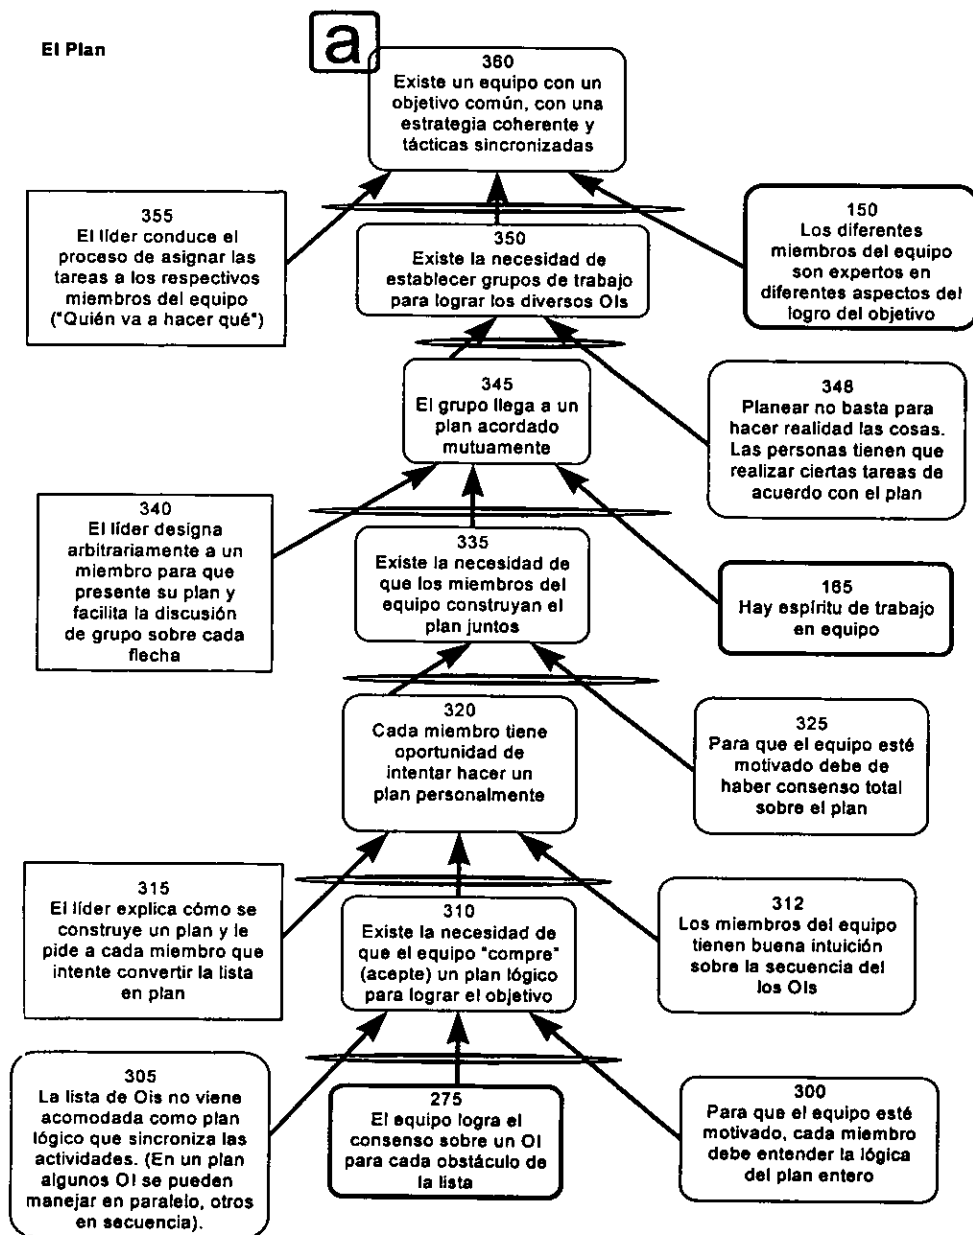 El Plan
a
360
Existe un equipo con un
objetivo común, con una
estrategia coherente y
tácticas sincronizadas
355
El líder conduce el
proceso de asignar las
tareas a los respectivos
miembros del equipo
("Quién va a hacer qué")
350
Existe la necesidad de
establecer grupos de trabajo
para lograr los diversos OIs
150
Los diferentes
miembros del equipo
son expertos en
diferentes aspectos del
logro del objetivo
345
El grupo llega a un
plan acordado
mutuamente
348
Planear no basta para
hacer realidad las cosas.
Las personas tienen que
realizar ciertas tareas de
acuerdo con el plan
340
El líder designa
arbitrariamente a un
miembro para que
presente su plan y
facilita la discusión
de grupo sobre cada
flecha
335
Existe la necesidad de
que los miembros del
equipo construyan el
plan juntos
165
Hay espíritu de trabajo
en equipo
320
Cada miembro tiene
oportunidad de
intentar hacer un
plan personalmente
325
Para que el equipo esté
motivado debe de
haber consenso total
sobre el plan
315
El líder explica cómo se
construye un plan y le
pide a cada miembro que
intente convertir la lista
en plan
310
Existe la necesidad de
que el equipo "compre"
(acepte) un plan lógico
para lograr el objetivo
312
Los miembros del equipo
tienen buena intuición
sobre la secuencia del
los OIs
305
La lista de Ois no viene
acomodada como plan
lógico que sincroniza las
actividades. (En un plan
algunos OI se pueden
manejar en paralelo, otros
en secuencia).
275
El equipo logra el
consenso sobre un OI
para cada obstáculo de
la lista
300
Para que el equipo esté
motivado, cada miembro
debe entender la lógica
del plan entero